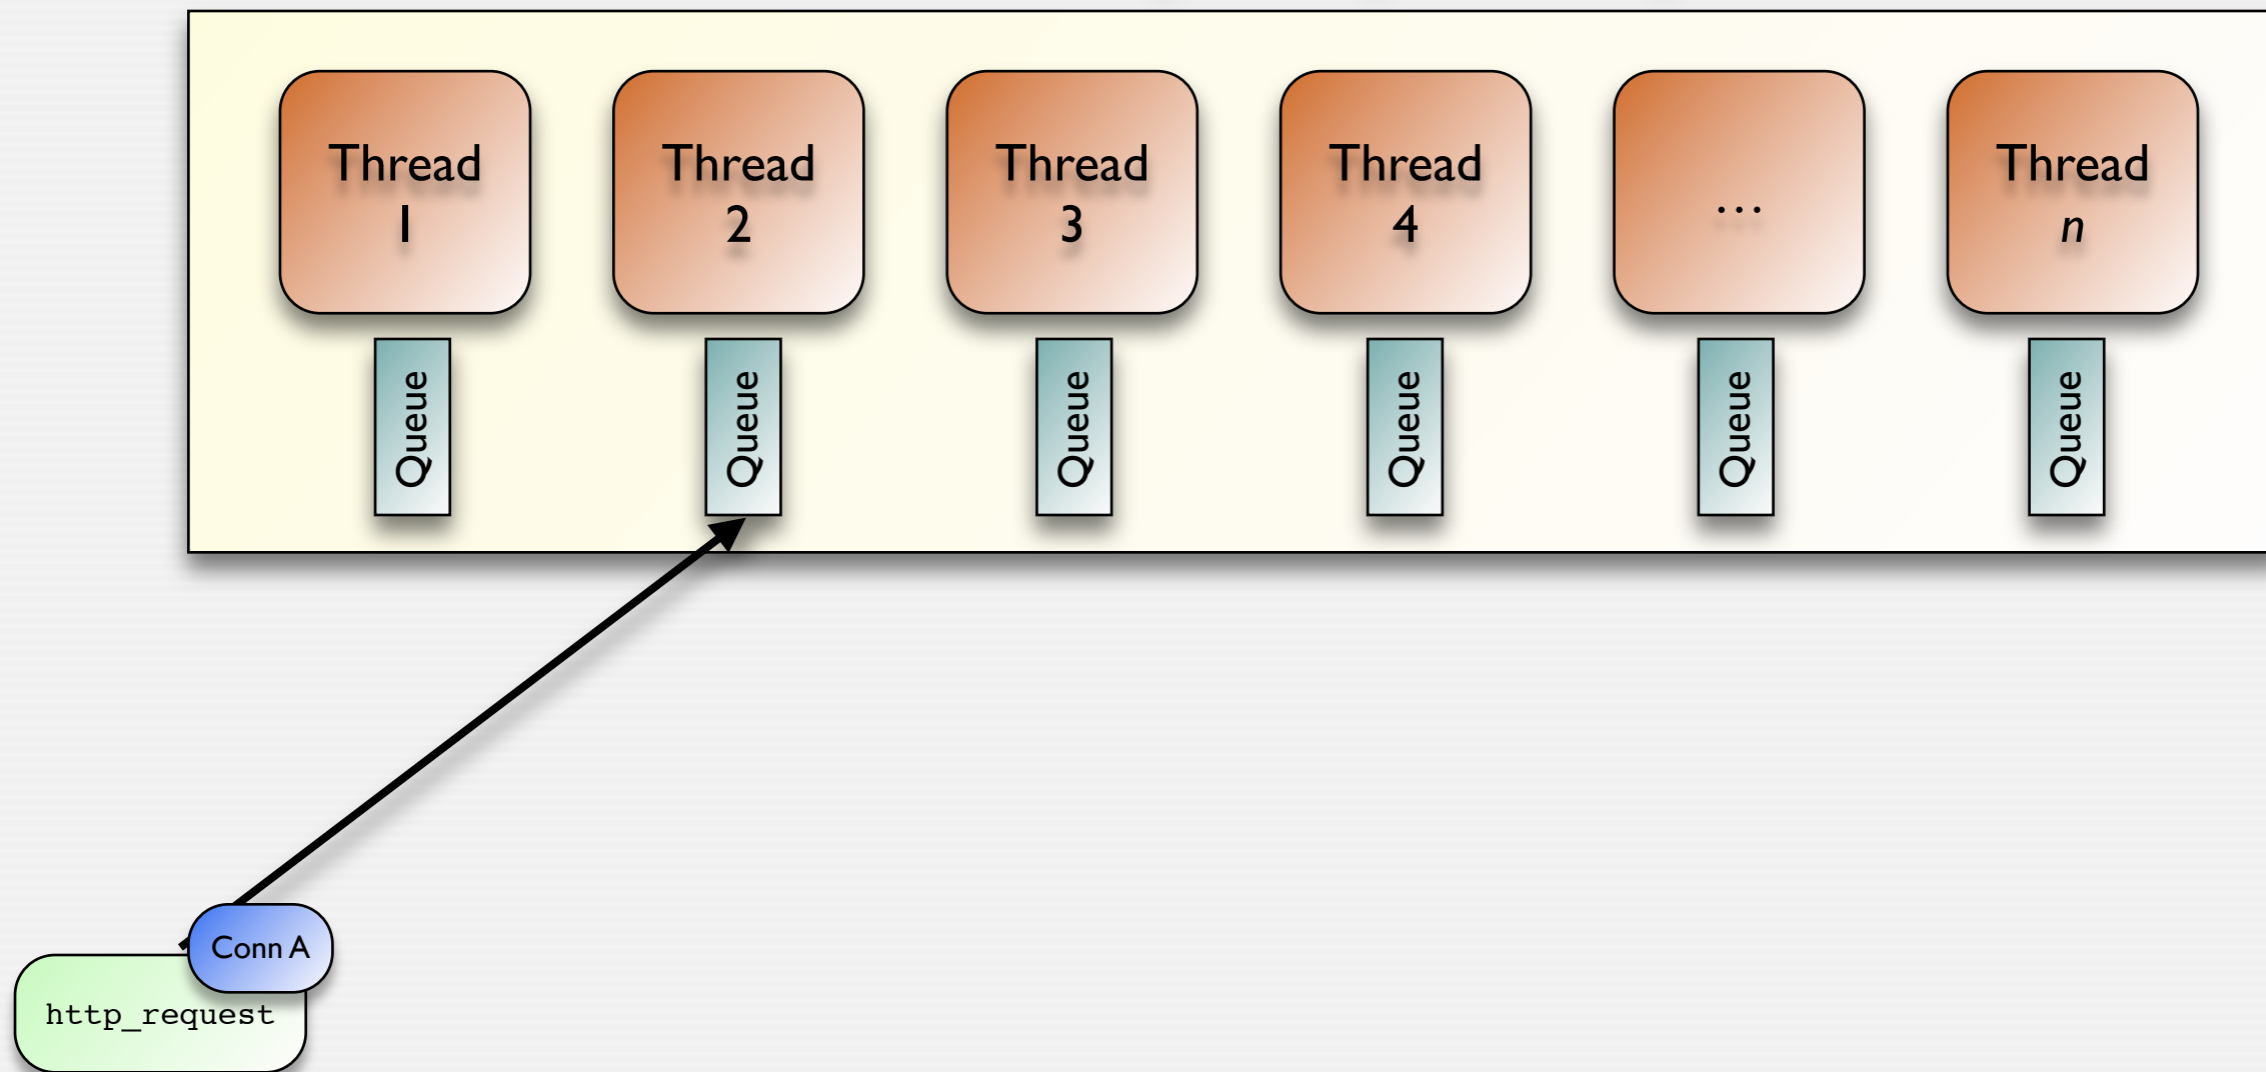 Thread
1
Thread
2
Thread
3
Thread
4
...
Thread
n
Queue
Queue
Queue
Queue
Queue
Queue
Conn A
http_request